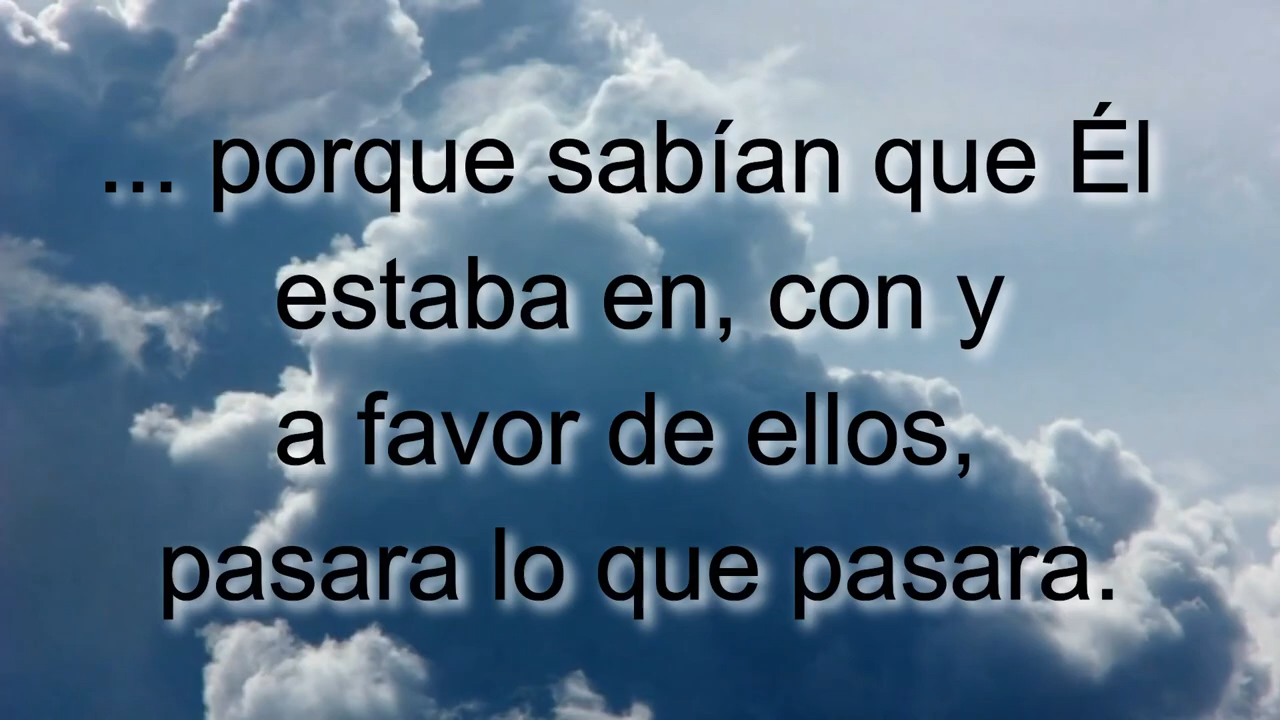 ... porque sabían que Él
estaba en, con y
a favor de ellos,
pasara lo que pasara.